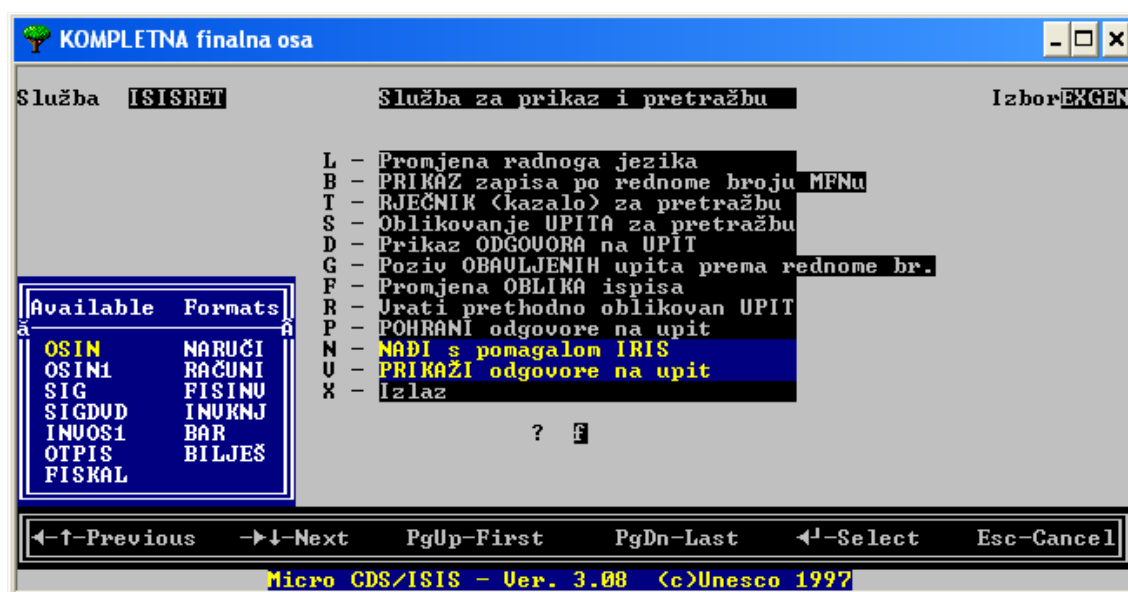 KOMPLETNA finalna osa
Služba ISISRET Služba za prikaz i pretražbu IzborEXGEN
L - Promjena radnoga jezika
B - PRIKAZ zapisa po rednome broju MFNu
T - RJEČNIK (kazalo) za pretražbu
S - Oblikovanje UPITA za pretražbu
D - Prikaz ODGOVORA na UPIT
G - Poziv OBAVLJENIH upita prema rednome br.
F - Promjena OBLIKA ispisa
R - Vrati prethodno oblikovan UPIT
P - POHRANI odgovore na upit
N - NAĐI s pomagalom IRIS
V - PRIKAŽI odgovore na upit
X - Izlaz
? f
Available Formats
OSIN NARUČI
OSIN1 RAČUNI
SIG FISINV
SIGDVD INVKNJ
INVOS1 BAR
OTPIS BILJEŠ
FISKAL
◄-↑-Previous -►↓-Next PgUp-First PgDn-Last ◄┘-Select Esc-Cancel
Micro CDS/ISIS - Ver. 3.08 (c)Unesco 1997